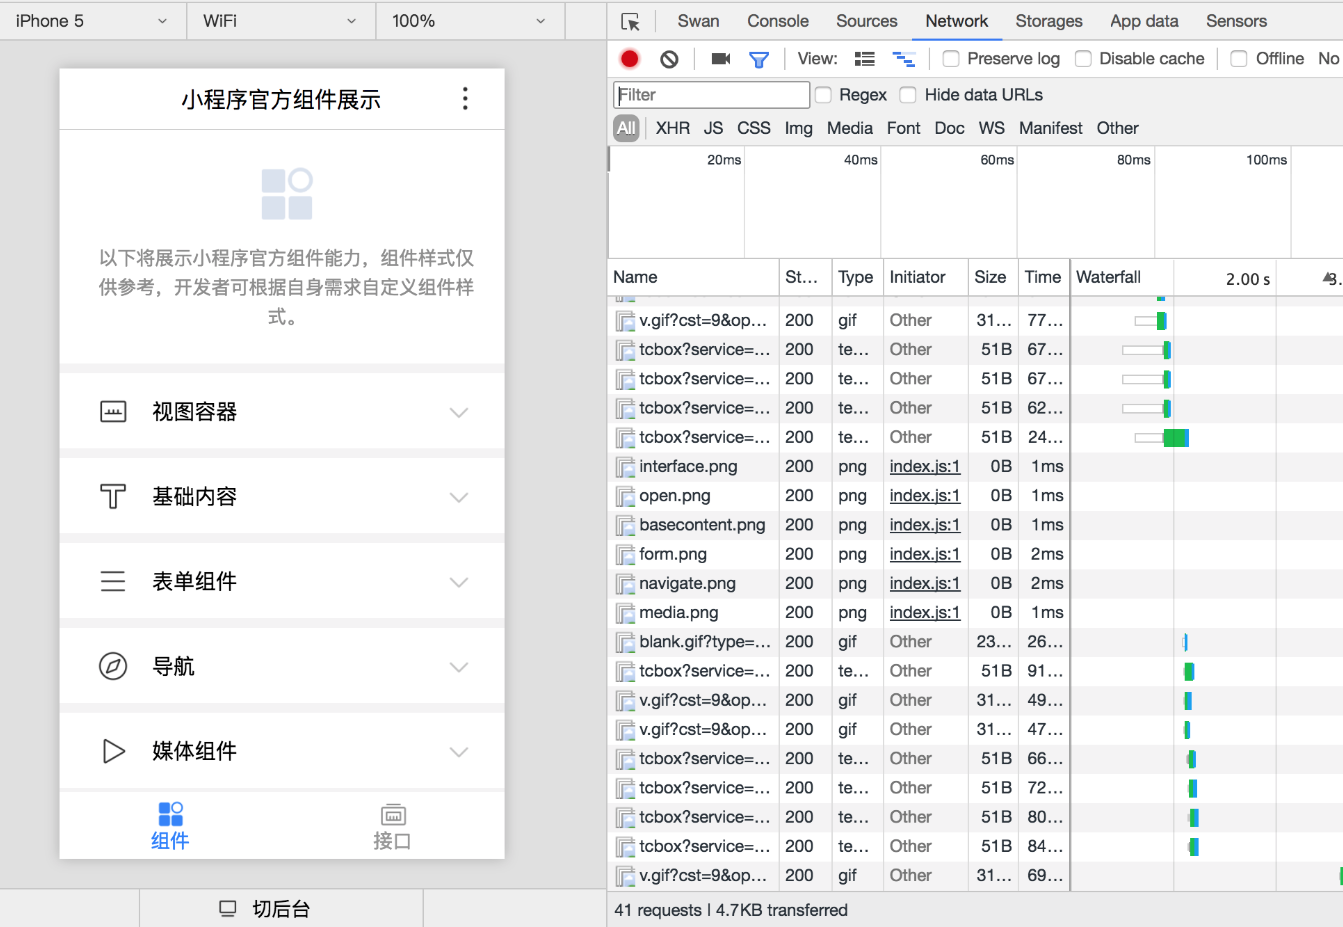 iPhone 5 WiFi 100%
Swan Console Sources Network Storages App data Sensors
View: Preserve log Disable cache Offline No
Filter Regex Hide data URLs
All XHR JS CSS Img Media Font Doc WS Manifest Other
20ms 40ms 60ms 80ms 100ms
小程序官方组件展示
以下将展示小程序官方组件能力，组件样式仅
供参考，开发者可根据自身需求自定义组件样
式。
视图容器
基础内容
表单组件
导航
媒体组件
组件 接口
切后台
Name St... Type Initiator Size Time Waterfall 2.00 s 3.
v.gif?cst=9&op... 200 gif Other 31... 77...
tcbox?service=... 200 te... Other 51B 67...
tcbox?service=... 200 te... Other 51B 67...
tcbox?service=... 200 te... Other 51B 62...
tcbox?service=... 200 te... Other 51B 24...
interface.png 200 png index.js:1 0B 1ms
open.png 200 png index.js:1 0B 1ms
basecontent.png 200 png index.js:1 0B 1ms
form.png 200 png index.js:1 0B 2ms
navigate.png 200 png index.js:1 0B 2ms
media.png 200 png index.js:1 0B 1ms
blank.gif?type=... 200 gif Other 23... 26...
tcbox?service=... 200 te... Other 51B 91...
v.gif?cst=9&op... 200 gif Other 31... 49...
v.gif?cst=9&op... 200 gif Other 31... 47...
tcbox?service=... 200 te... Other 51B 66...
tcbox?service=... 200 te... Other 51B 72...
tcbox?service=... 200 te... Other 51B 80...
tcbox?service=... 200 te... Other 51B 84...
v.gif?cst=9&op... 200 gif Other 31... 69...
41 requests | 4.7KB transferred